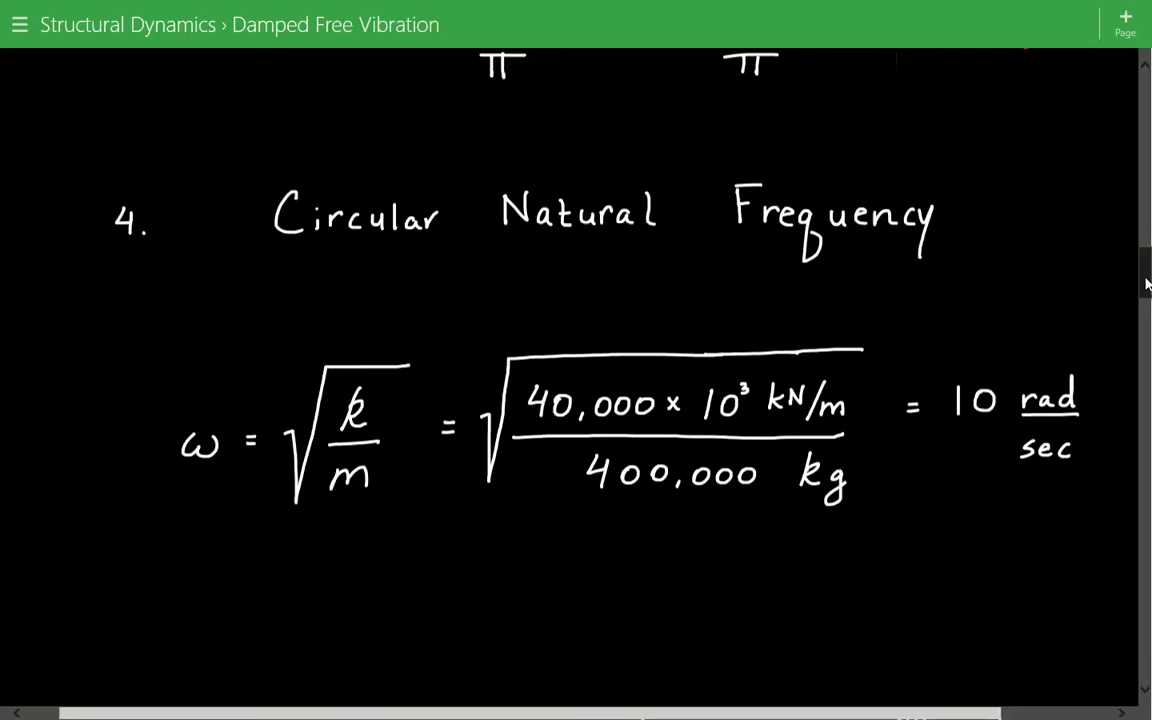 ☰ Structural Dynamics › Damped Free Vibration
+ Page
π π
4. Circular Natural Frequency
ω = √(k/m) = √(40,000 × 10³ kN/m / 400,000 kg) = 10 rad/sec